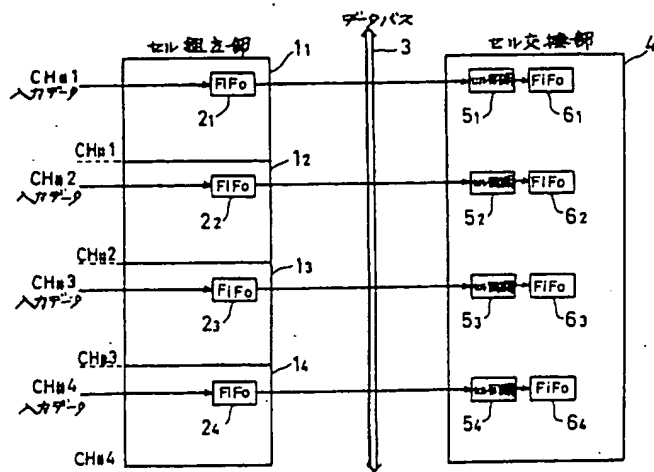 データバス
セル組立部
1₁
3
セル交換部
4
CH#1
入力データ
FiFo
2₁
5₁
FiFo
6₁
CH#1
1₂
CH#2
入力データ
FiFo
2₂
5₂
FiFo
6₂
CH#2
1₃
CH#3
入力データ
FiFo
2₃
5₃
FiFo
6₃
CH#3
1₄
CH#4
入力データ
FiFo
2₄
5₄
FiFo
6₄
CH#4